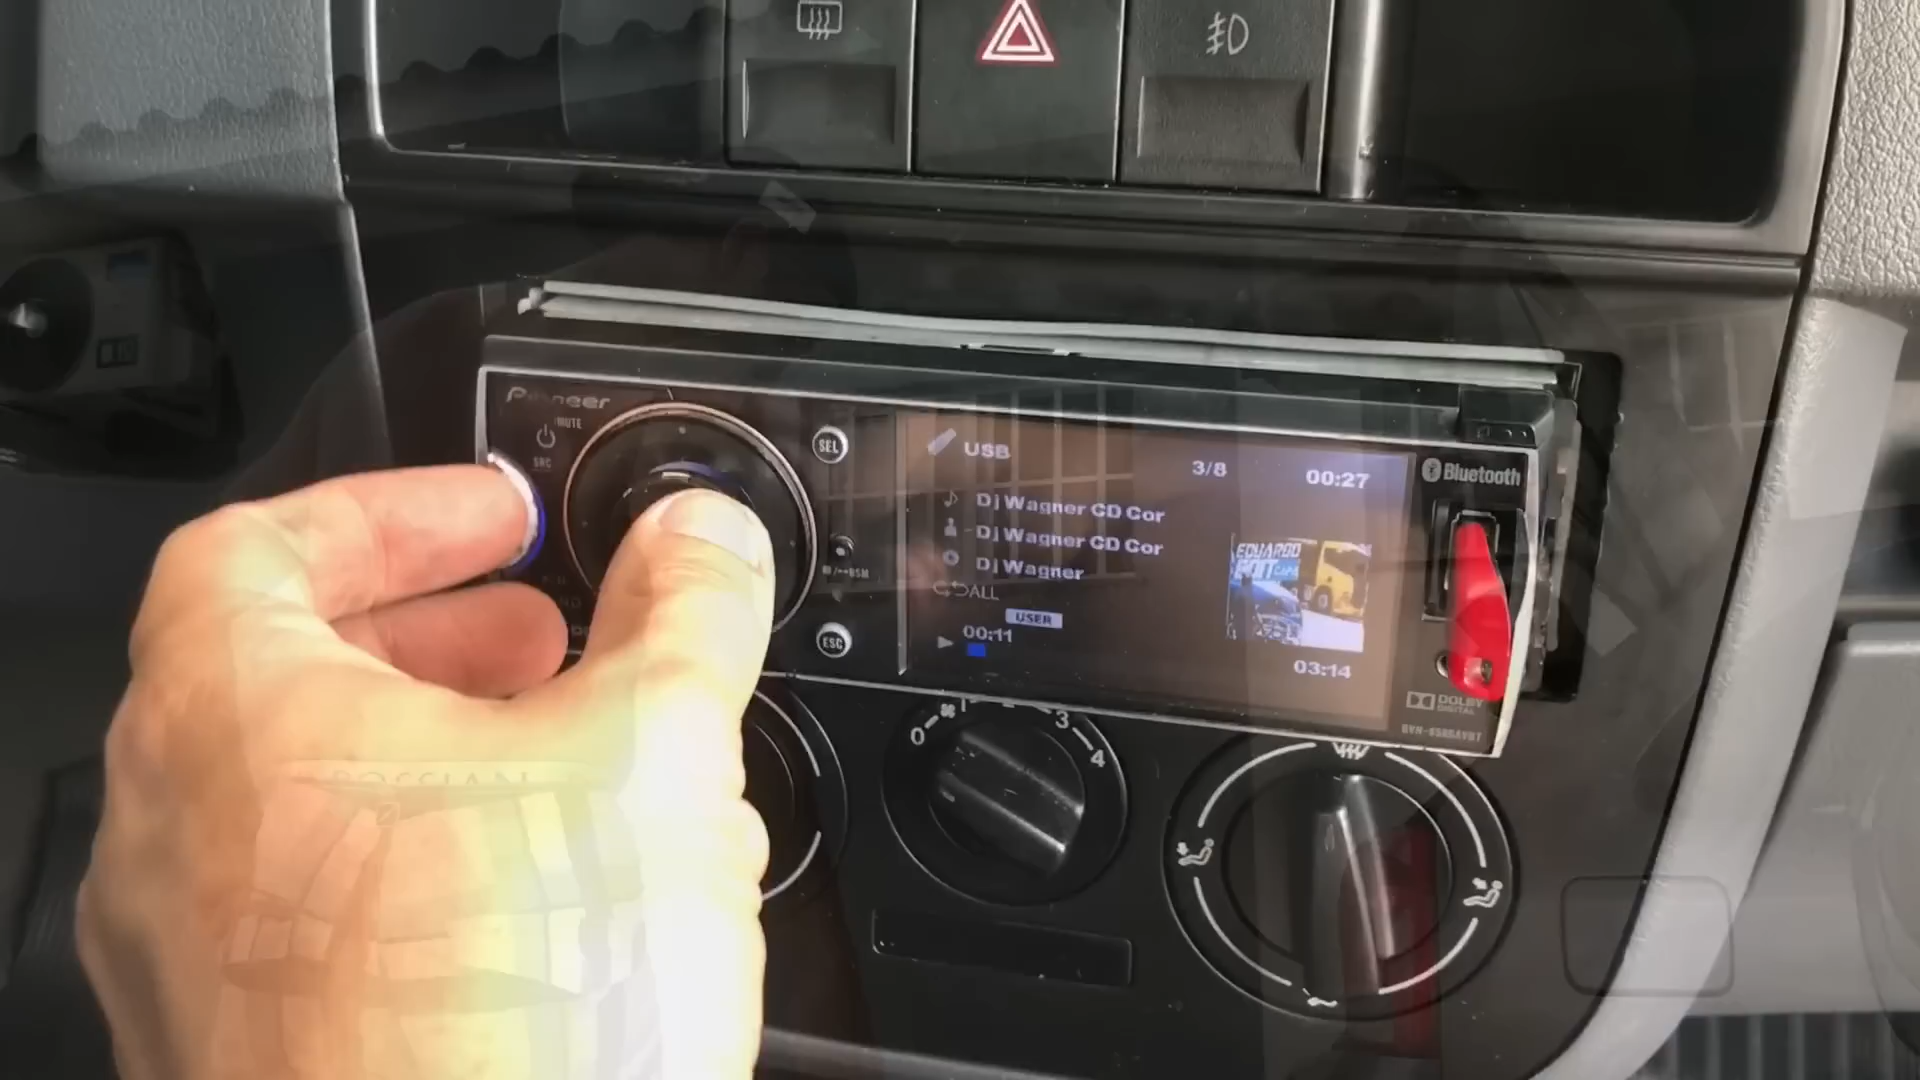 Pioneer
/MUTE
SRC
SEL
USB
3/8
00:27
Dj Wagner CD Cor
- Dj Wagner CD Cor
Dj Wagner
ALL
USER
00:11
03:14
EDUARDO
Bluetooth
ESC
DOLBY
DIGITAL
0
3
4